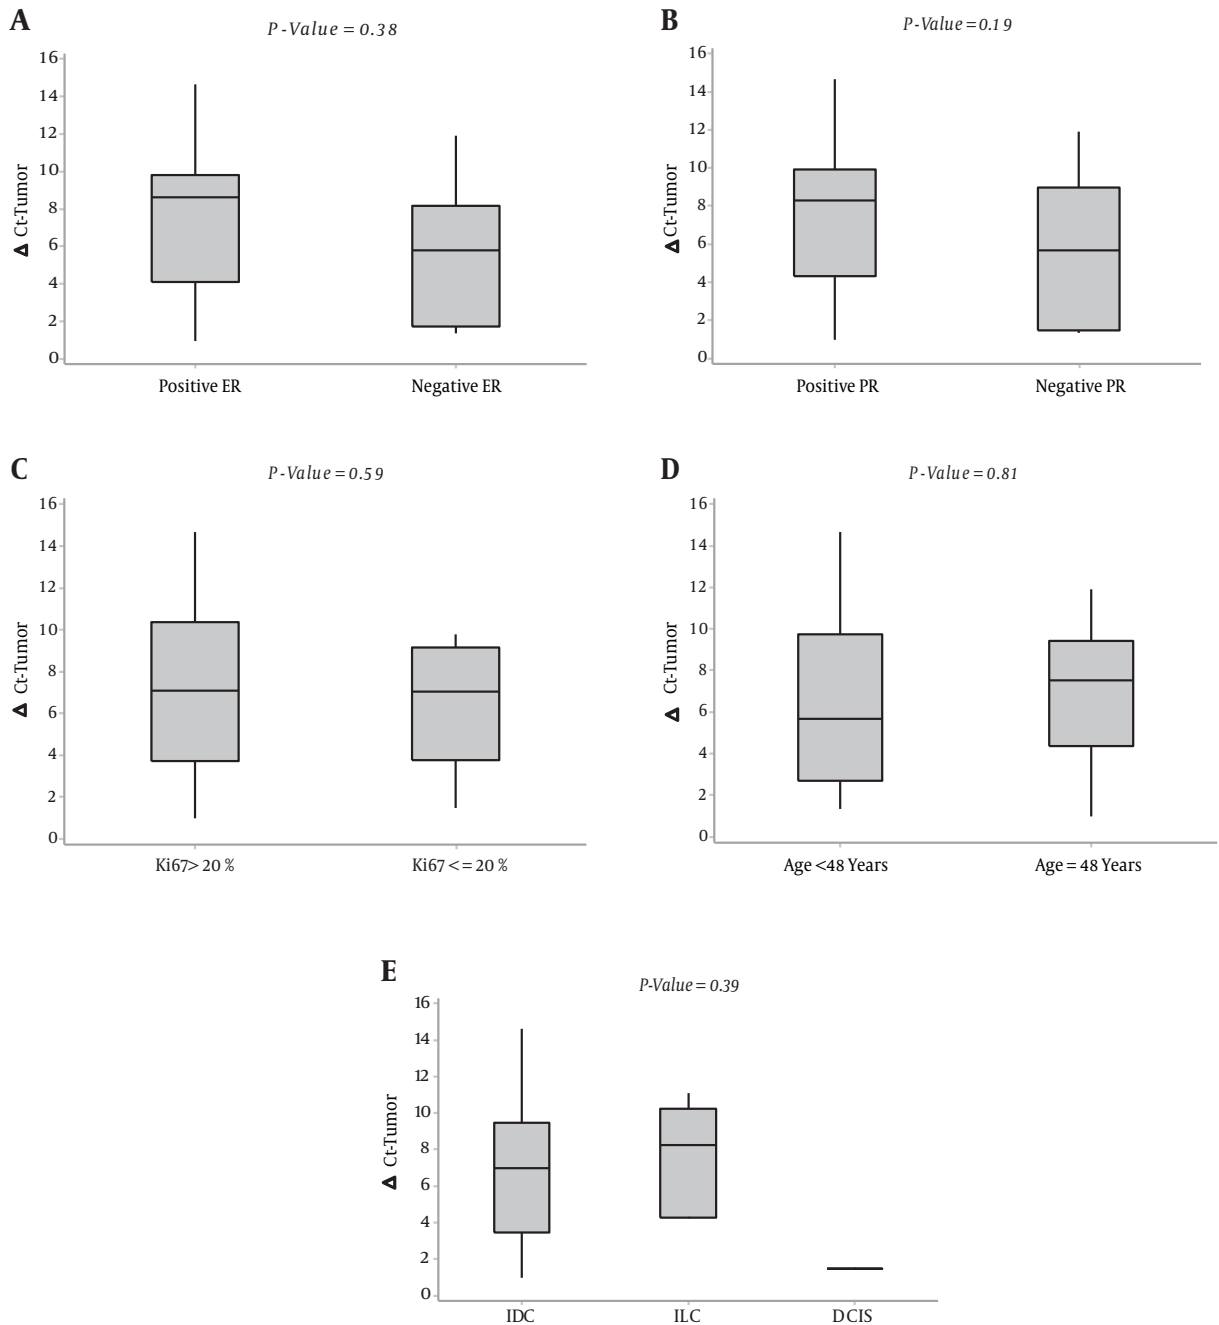 A
P-Value = 0.38
16
14
12
10
8
6
4
2
0
Δ Ct-Tumor
Positive ER
Negative ER
B
P-Value = 0.19
16
14
12
10
8
6
4
2
0
Δ Ct-Tumor
Positive PR
Negative PR
C
P-Value = 0.59
16
14
12
10
8
6
4
2
0
Δ Ct-Tumor
Ki67> 20 %
Ki67 < = 20 %
D
P-Value = 0.81
16
14
12
10
8
6
4
2
0
Δ Ct-Tumor
Age <48 Years
Age = 48 Years
E
P-Value = 0.39
16
14
12
10
8
6
4
2
0
Δ Ct-Tumor
IDC
ILC
DCIS